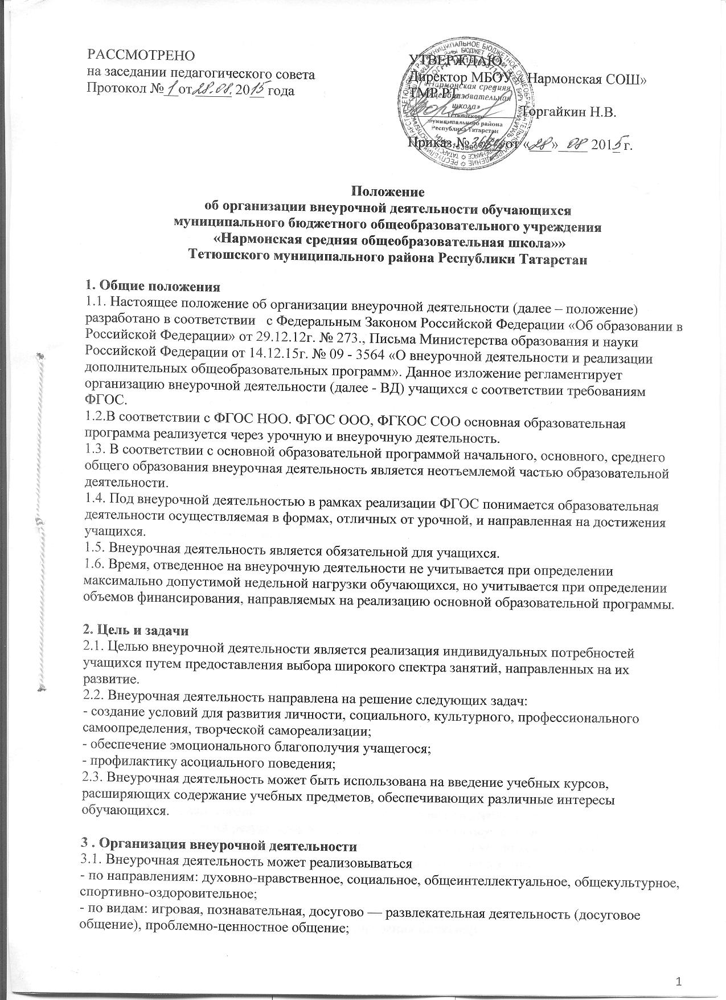 РАССМОТРЕНО
на заседании педагогического совета
Протокол № 1 от 28.08. 2015 года
УТВЕРЖДАЮ
Директор МБОУ « Нармонская СОШ»
ТМР РТ
Торгайкин Н.В.
Приказ № от «28» 08 2015 г.
«Нармонская средняя
общеобразовательная
школа»
Тетюшского
муниципального района
Республики Татарстан
Положение
об организации внеурочной деятельности обучающихся
муниципального бюджетного общеобразовательного учреждения
«Нармонская средняя общеобразовательная школа»»
Тетюшского муниципального района Республики Татарстан
1. Общие положения
1.1. Настоящее положение об организации внеурочной деятельности (далее – положение)
разработано в соответствии с Федеральным Законом Российской Федерации «Об образовании в
Российской Федерации» от 29.12.12г. № 273., Письма Министерства образования и науки
Российской Федерации от 14.12.15г. № 09 - 3564 «О внеурочной деятельности и реализации
дополнительных общеобразовательных программ». Данное изложение регламентирует
организацию внеурочной деятельности (далее - ВД) учащихся с соответствии требованиям
ФГОС.
1.2.В соответствии с ФГОС НОО. ФГОС ООО, ФГКОС СОО основная образовательная
программа реализуется через урочную и внеурочную деятельность.
1.3. В соответствии с основной образовательной программой начального, основного, среднего
общего образования внеурочная деятельность является неотъемлемой частью образовательной
деятельности.
1.4. Под внеурочной деятельностью в рамках реализации ФГОС понимается образовательная
деятельности осуществляемая в формах, отличных от урочной, и направленная на достижения
учащихся.
1.5. Внеурочная деятельность является обязательной для учащихся.
1.6. Время, отведенное на внеурочную деятельности не учитывается при определении
максимально допустимой недельной нагрузки обучающихся, но учитывается при определении
объемов финансирования, направляемых на реализацию основной образовательной программы.
2. Цель и задачи
2.1. Целью внеурочной деятельности является реализация индивидуальных потребностей
учащихся путем предоставления выбора широкого спектра занятий, направленных на их
развитие.
2.2. Внеурочная деятельность направлена на решение следующих задач:
- создание условий для развития личности, социального, культурного, профессионального
самоопределения, творческой самореализации;
- обеспечение эмоционального благополучия учащегося;
- профилактику асоциального поведения;
2.3. Внеурочная деятельность может быть использована на введение учебных курсов,
расширяющих содержание учебных предметов, обеспечивающих различные интересы
обучающихся.
3 . Организация внеурочной деятельности
3.1. Внеурочная деятельность может реализовываться
- по направлениям: духовно-нравственное, социальное, общеинтеллектуальное, общекультурное,
спортивно-оздоровительное;
- по видам: игровая, познавательная, досугово — развлекательная деятельность (досуговое
общение), проблемно-ценностное общение;
1